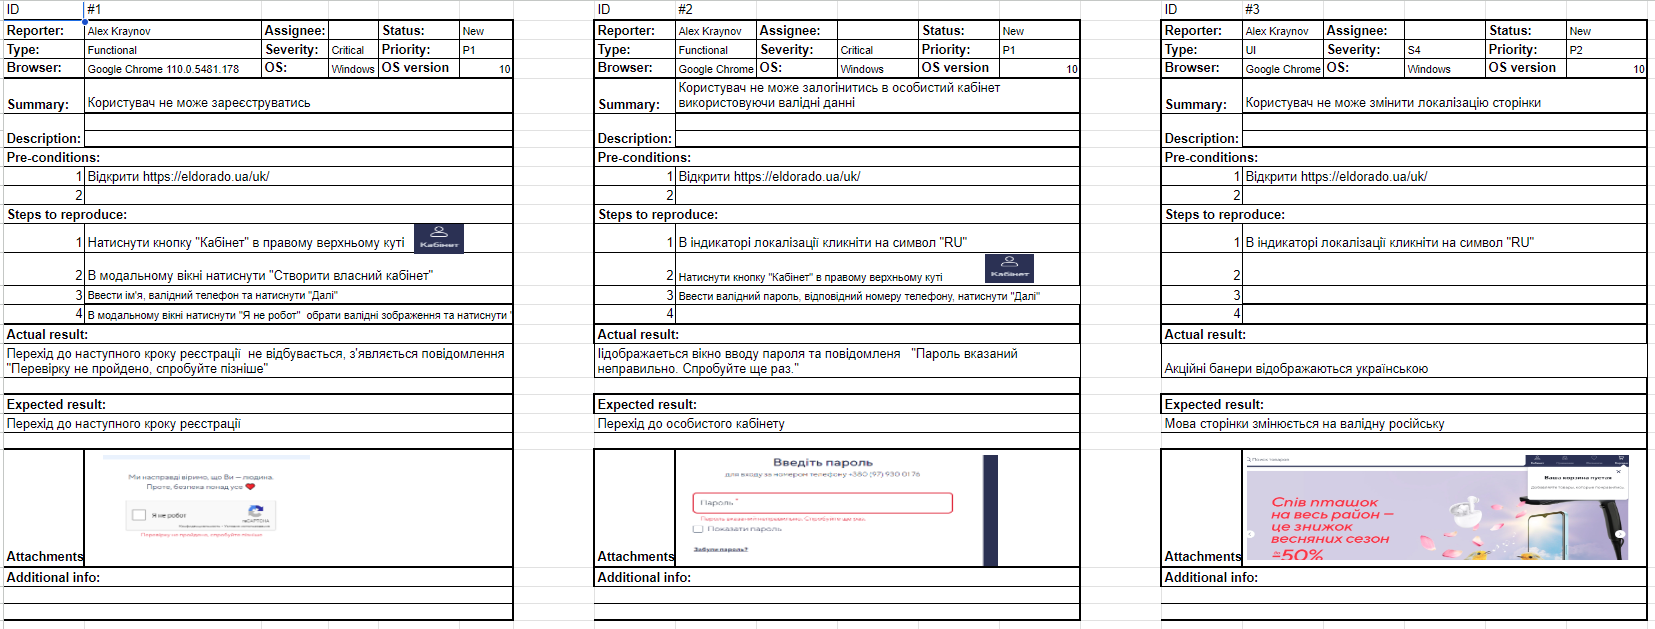 ID #1
Reporter: Alex Kraynov Assignee: Status: New
Type: Functional Severity: Critical Priority: P1
Browser: Google Chrome 110.0.5481.178 OS: Windows OS version 10
Summary: Користувач не може зареєструватись
Description:
Pre-conditions:
1 Відкрити https://eldorado.ua/uk/
2
Steps to reproduce:
1 Натиснути кнопку "Кабінет" в правому верхньому куті Кабінет
2 В модальному вікні натиснути "Створити власний кабінет"
3 Ввести ім'я, валідний телефон та натиснути "Далі"
4 В модальному вікні натиснути "Я не робот" обрати валідні зображення та натиснути "
Actual result:
Перехід до наступного кроку реєстрації не відбувається, з'являється повідомлення
"Перевірку не пройдено, спробуйте пізніше"
Expected result:
Перехід до наступного кроку реєстрації
Attachments
Ми насправді віримо, що Ви – людина.
Проте, безпека понад усе
Я не робот
reCAPTCHA
Перевірку не пройдено, спробуйте пізніше
Additional info:
ID #2
Reporter: Alex Kraynov Assignee: Status: New
Type: Functional Severity: Critical Priority: P1
Browser: Google Chrome OS: Windows OS version 10
Summary: Користувач не може залогінитись в особистий кабінет
використовуючи валідні данні
Description:
Pre-conditions:
1 Відкрити https://eldorado.ua/uk/
2
Steps to reproduce:
1 В індикаторі локалізації кликніти на символ "RU"
2 Натиснути кнопку "Кабінет" в правому верхньому куті Кабінет
3 Ввести валідний пароль, відповідний номеру телефону, натиснути "Далі"
4
Actual result:
Іідображаеться вікно вводу пароля та повідомленя "Пароль вказаний
неправильно. Спробуйте ще раз."
Expected result:
Перехід до особистого кабінету
Attachments
Введіть пароль
для входу за номером телефону +380 (97) 930 01 76
Пароль *
Пароль вказаний неправильно. Спробуйте ще раз.
Показати пароль
Забули пароль?
Additional info:
ID #3
Reporter: Alex Kraynov Assignee: Status: New
Type: UI Severity: S4 Priority: P2
Browser: Google Chrome OS: Windows OS version 10
Summary: Користувач не може змінити локалізацію сторінки
Description:
Pre-conditions:
1 Відкрити https://eldorado.ua/uk/
2
Steps to reproduce:
1 В індикаторі локалізації кликніти на символ "RU"
2
3
4
Actual result:
Акційні банери відображаються українською
Expected result:
Мова сторінки змінюється на валідну російську
Attachments
Поиск товаров
Ваша корзина пустая
Спів пташок
на весь район –
це знижок
весняних сезон
-50%
Additional info: